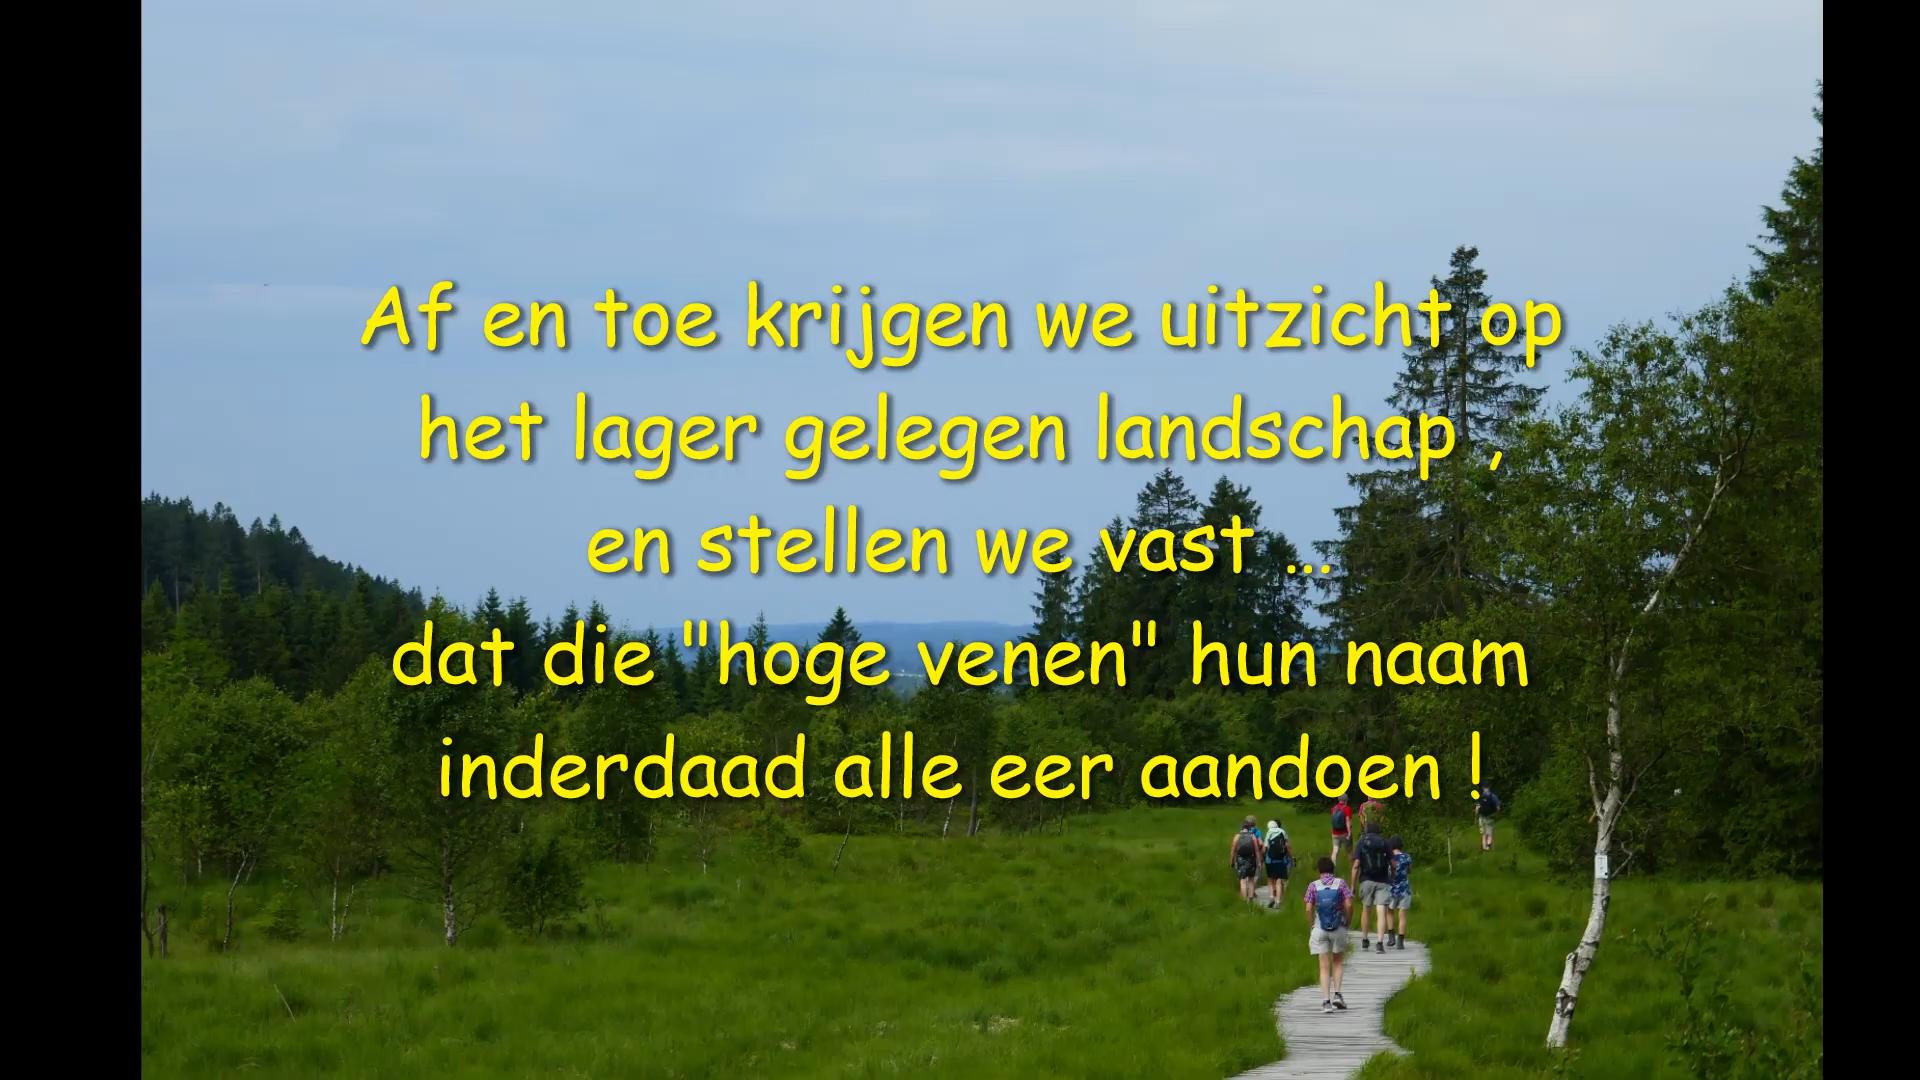 Af en toe krijgen we uitzicht op
het lager gelegen landschap ,
en stellen we vast ...
dat die "hoge venen" hun naam
inderdaad alle eer aandoen !